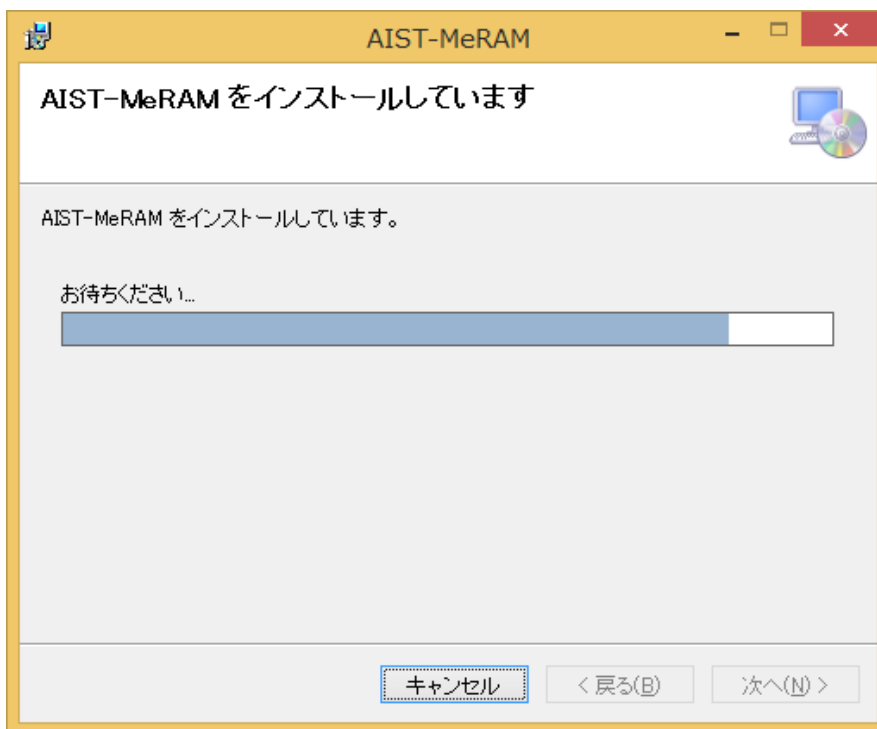 AIST-MeRAM
AIST-MeRAM をインストールしています
AIST-MeRAM をインストールしています。
お待ちください...
キャンセル
< 戻る(B)
次へ(N) >